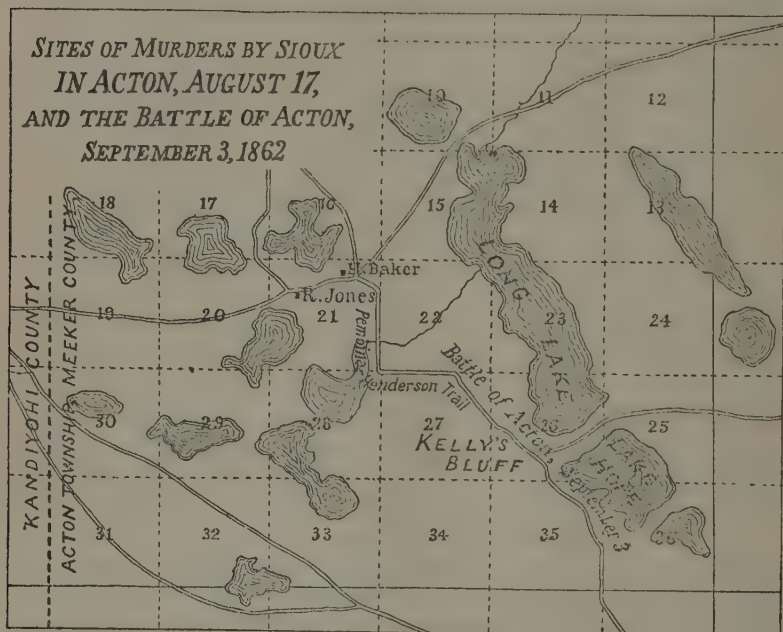 SITES OF MURDERS BY SIOUX
IN ACTON, AUGUST 17,
AND THE BATTLE OF ACTON,
SEPTEMBER 3, 1862
10
11
12
18
17
16
15
14
13
H. Baker
R. Jones
19
20
21
22
23
24
LONG LAKE
Pembina Henderson Trail
Battle of Acton, September 3
30
29
28
27
26
25
KELLY'S
BLUFF
LAKE
HOPE
31
32
33
34
35
36
KANDIYOHI COUNTY
ACTON TOWNSHIP, MEEKER COUNTY